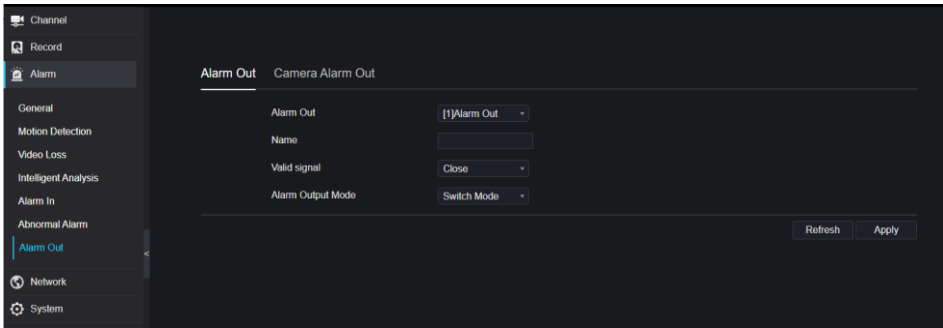 Channel
Record
Alarm
General
Motion Detection
Video Loss
Intelligent Analysis
Alarm In
Abnormal Alarm
Alarm Out
Network
System
<
Alarm Out Camera Alarm Out
Alarm Out [1]Alarm Out
Name
Valid signal Close
Alarm Output Mode Switch Mode
Refresh Apply